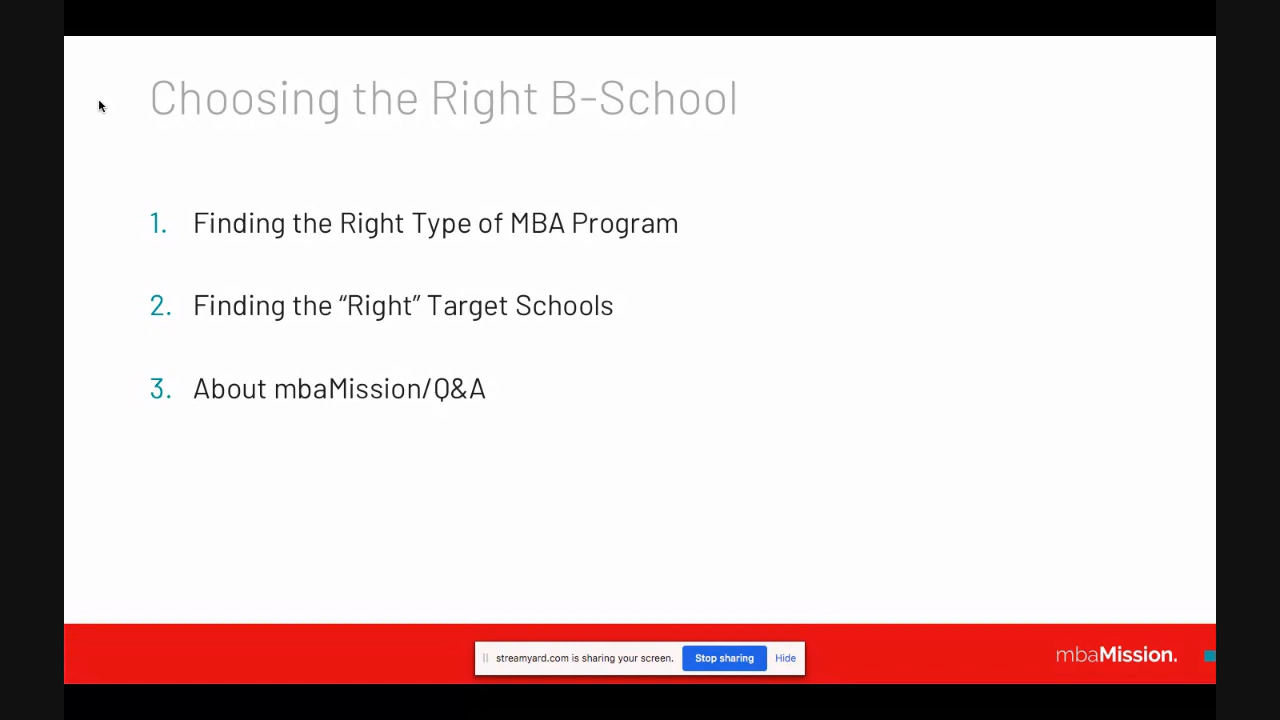 Choosing the Right B-School
1. Finding the Right Type of MBA Program
2. Finding the “Right” Target Schools
3. About mbaMission/Q&A
streamyard.com is sharing your screen. Stop sharing Hide
mbaMission.